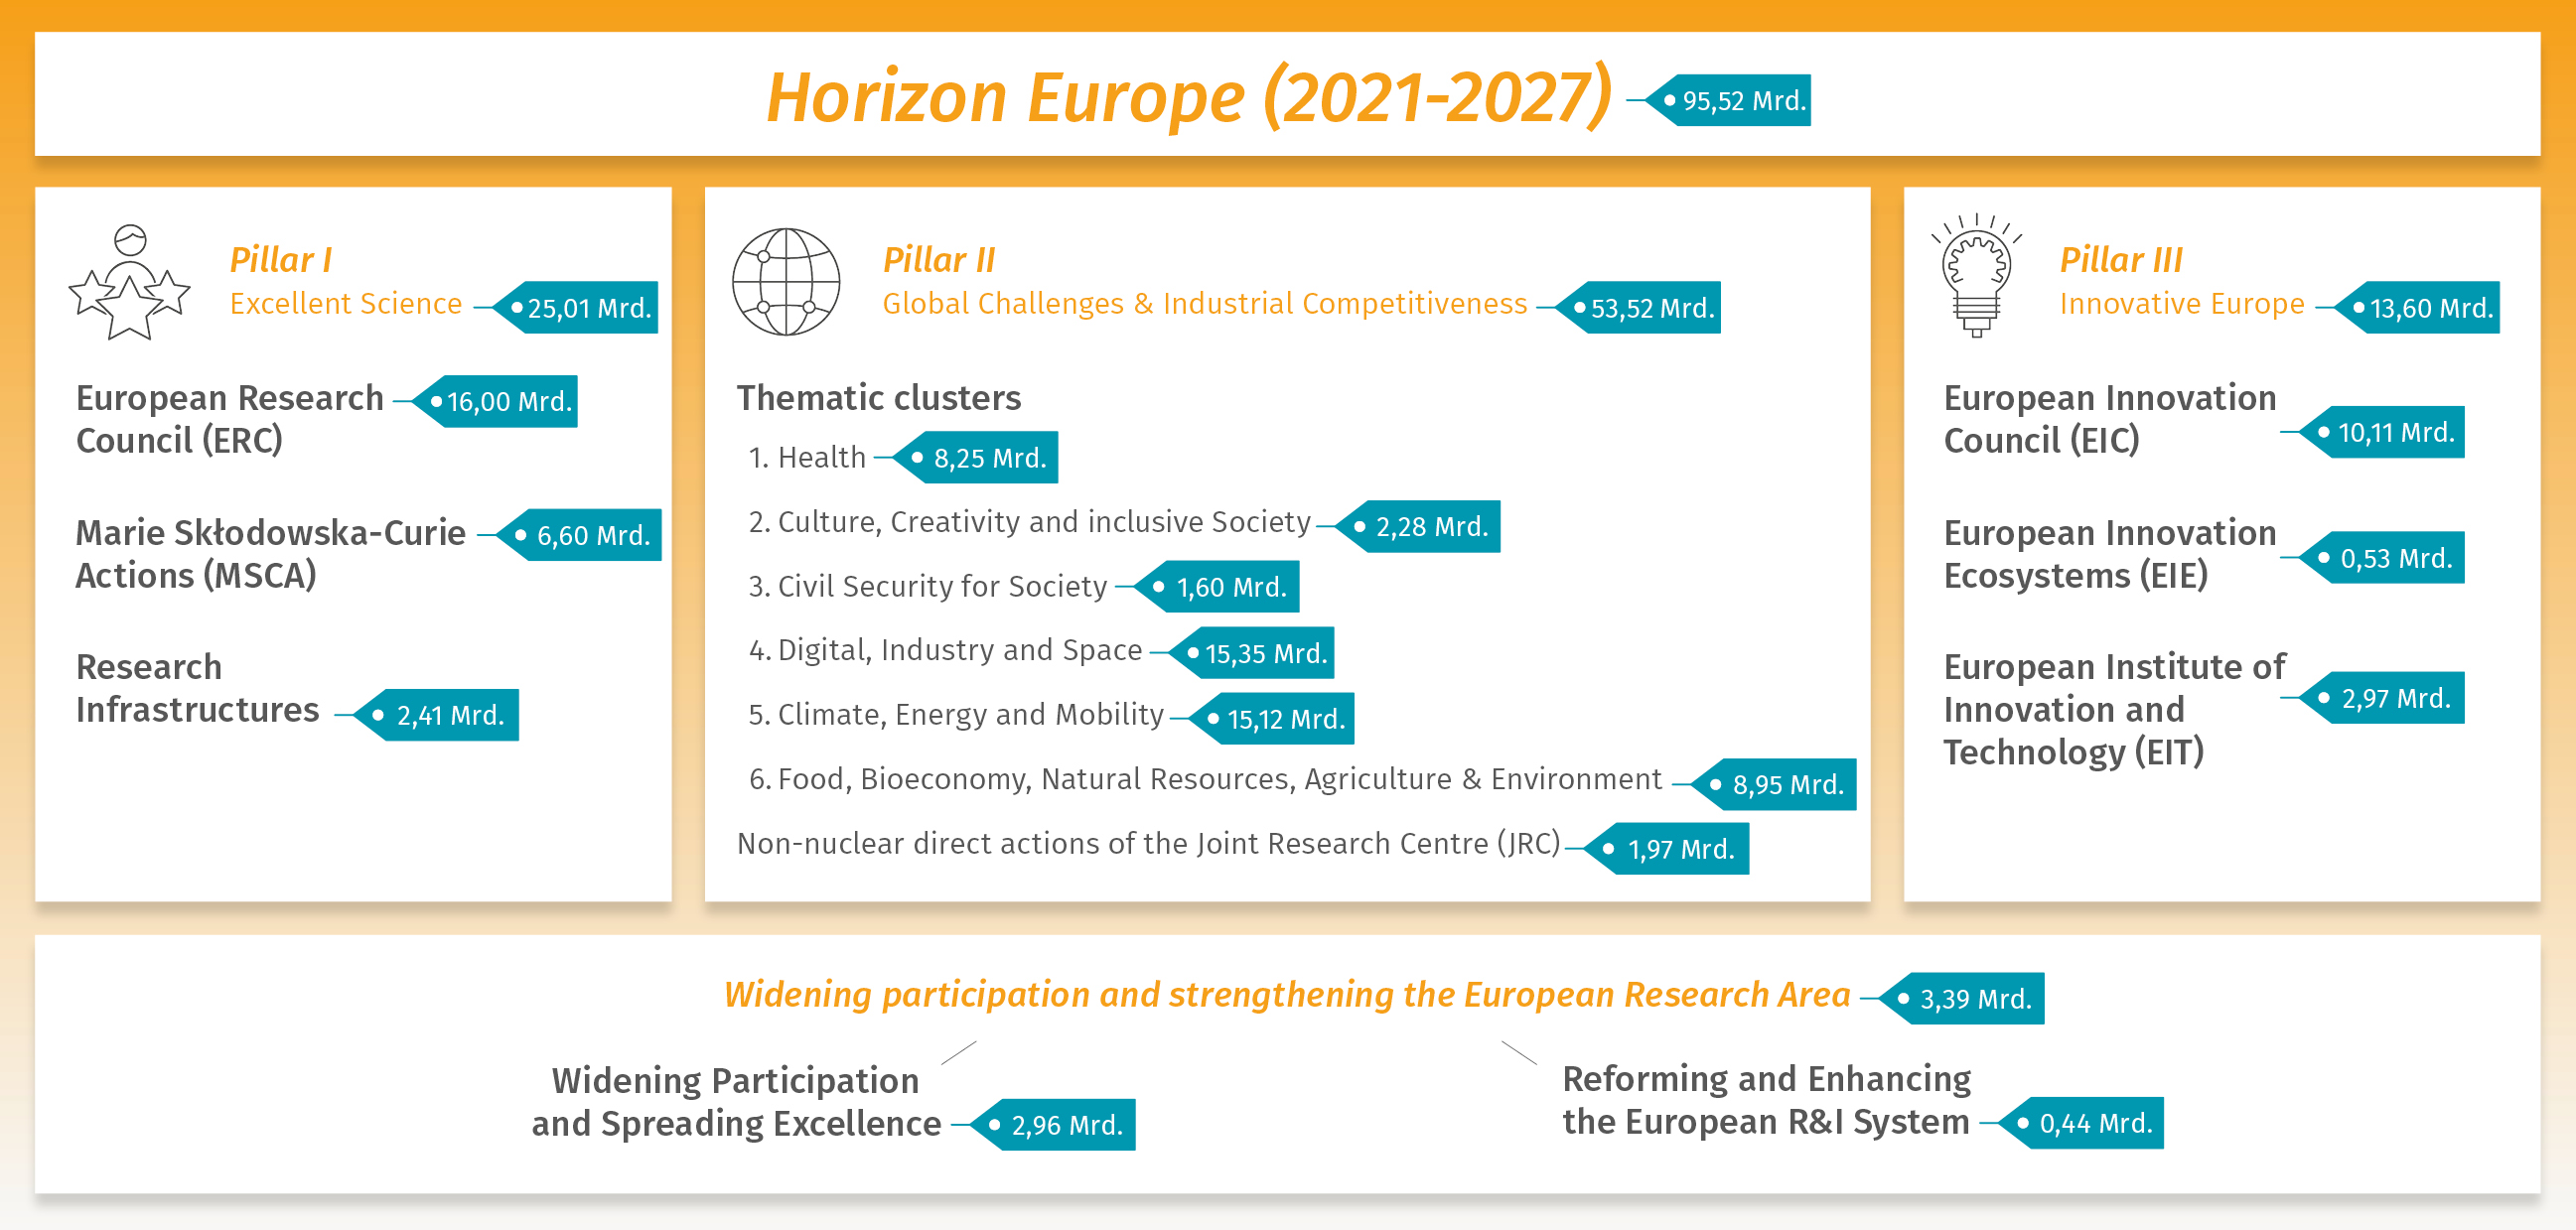 Horizon Europe (2021-2027)
95,52 Mrd.
Pillar I
Excellent Science
25,01 Mrd.
European Research
Council (ERC)
16,00 Mrd.
Marie Skłodowska-Curie
Actions (MSCA)
6,60 Mrd.
Research
Infrastructures
2,41 Mrd.
Pillar II
Global Challenges & Industrial Competitiveness
53,52 Mrd.
Thematic clusters
1. Health
8,25 Mrd.
2. Culture, Creativity and inclusive Society
2,28 Mrd.
3. Civil Security for Society
1,60 Mrd.
4. Digital, Industry and Space
15,35 Mrd.
5. Climate, Energy and Mobility
15,12 Mrd.
6. Food, Bioeconomy, Natural Resources, Agriculture & Environment
8,95 Mrd.
Non-nuclear direct actions of the Joint Research Centre (JRC)
1,97 Mrd.
Pillar III
Innovative Europe
13,60 Mrd.
European Innovation
Council (EIC)
10,11 Mrd.
European Innovation
Ecosystems (EIE)
0,53 Mrd.
European Institute of
Innovation and
Technology (EIT)
2,97 Mrd.
Widening participation and strengthening the European Research Area
3,39 Mrd.
Widening Participation
and Spreading Excellence
2,96 Mrd.
Reforming and Enhancing
the European R&I System
0,44 Mrd.